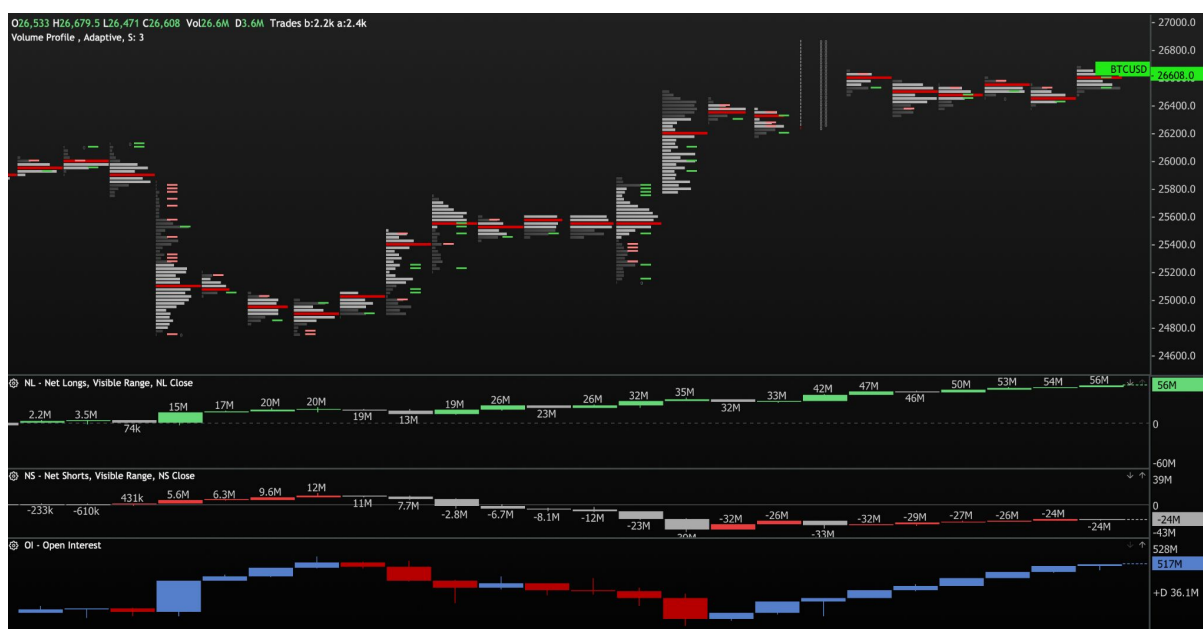 O26,533 H26,679.5 L26,471 C26,608 Vol26.6M D3.6M Trades b:2.2k a:2.4k
Volume Profile , Adaptive, S: 3
27000.0
26800.0
BTCUSD
26608.0
26400.0
26200.0
26000.0
25800.0
25600.0
25400.0
25200.0
25000.0
24800.0
24600.0
NL - Net Longs, Visible Range, NL Close
2.2M 3.5M 74k 15M 17M 20M 20M 19M 13M 19M 26M 23M 26M 32M 35M 32M 33M 42M 47M 46M 50M 53M 54M 56M
56M
0
-60M
NS - Net Shorts, Visible Range, NS Close
39M
-233k -610k 431k 5.6M 6.3M 9.6M 12M 11M 7.7M -2.8M -6.7M -8.1M -12M -23M -32M -26M -33M -32M -29M -27M -26M -24M -24M
0
-24M
-43M
OI - Open Interest
528M
517M
+D 36.1M